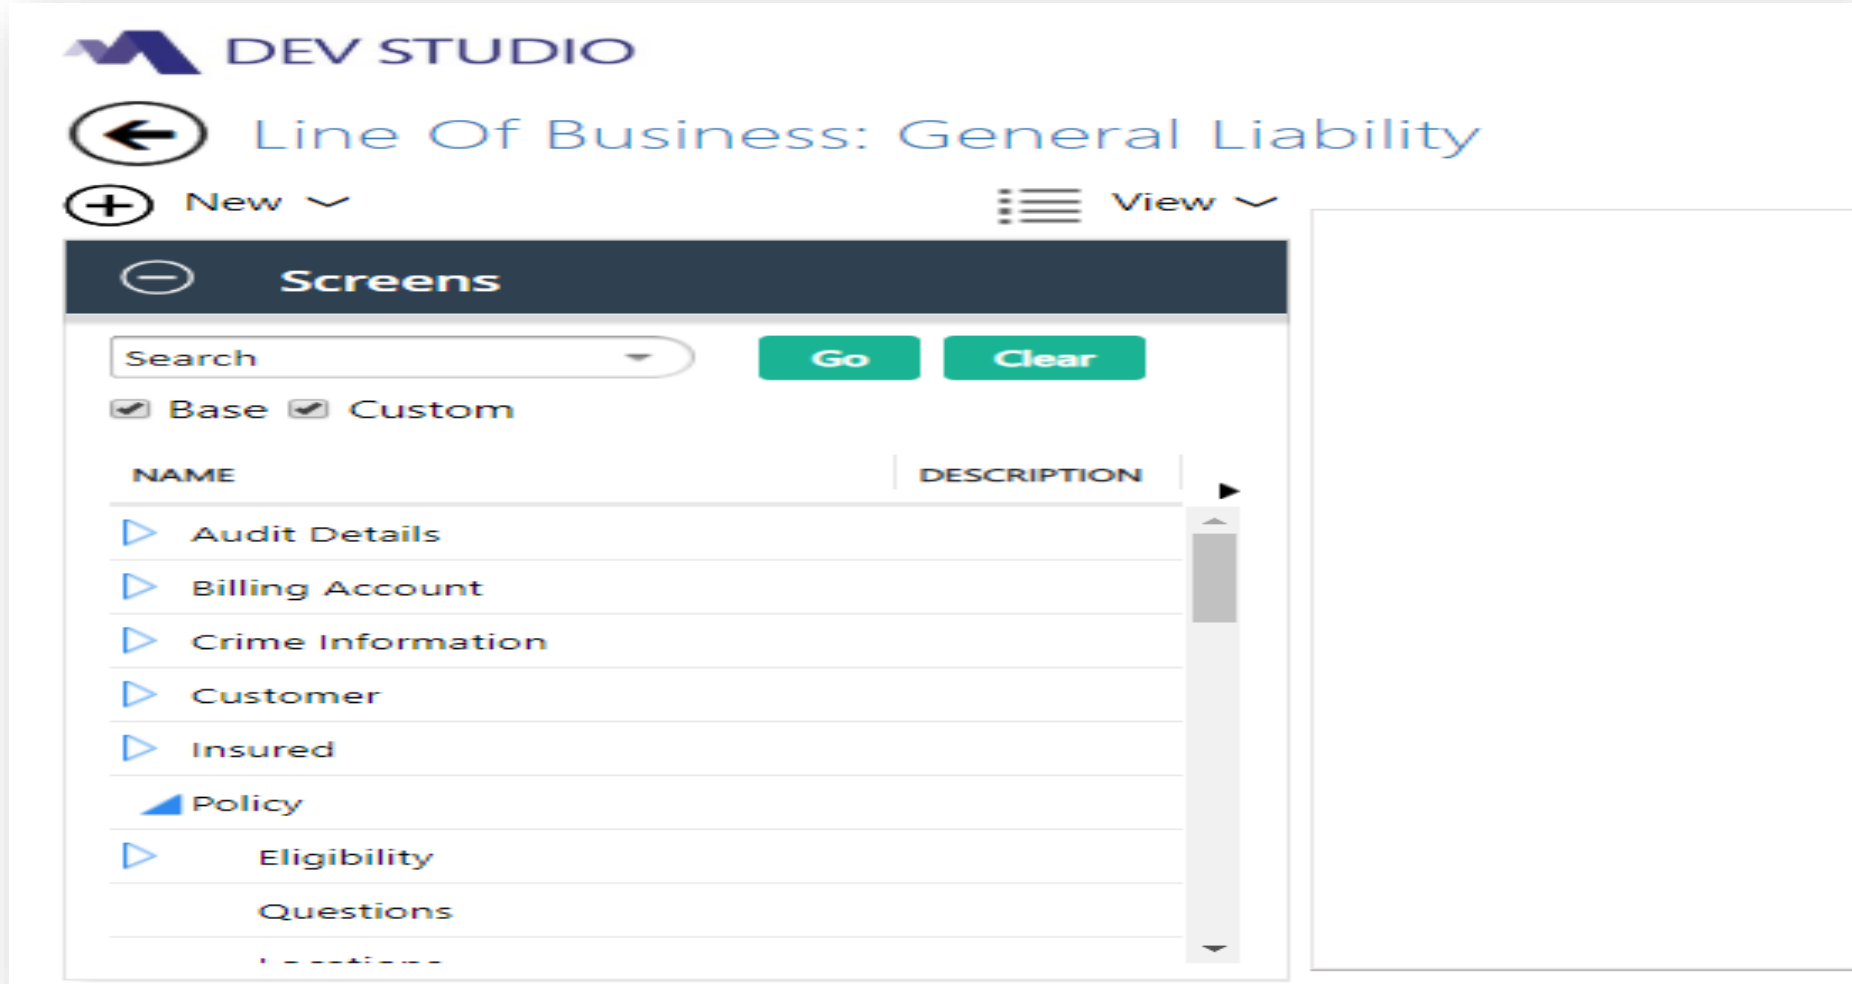 DEV STUDIO
Line Of Business: General Liability
New View
Screens
Search Go Clear
Base Custom
NAME DESCRIPTION
Audit Details
Billing Account
Crime Information
Customer
Insured
Policy
Eligibility
Questions